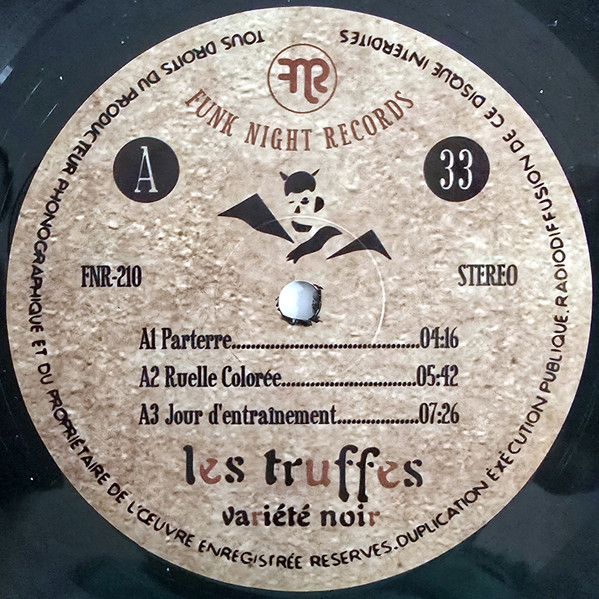 TOUS DROITS DU PRODUCTEUR PHONOGRAPHIQUE ET DU PROPRIÉTAIRE DE L'ŒUVRE ENREGISTRÉE RESERVES. DUPLICATION EXÉCUTION PUBLIQUE. RADIODIFFUSION DE CE DISQUE INTERDITES
FNR
FUNK NIGHT RECORDS
A
33
FNR-210
STEREO
A1 Parterre..............................04:16
A2 Ruelle Colorée......................05:42
A3 Jour d'entraînement.............07:26
les truffes
variété noir